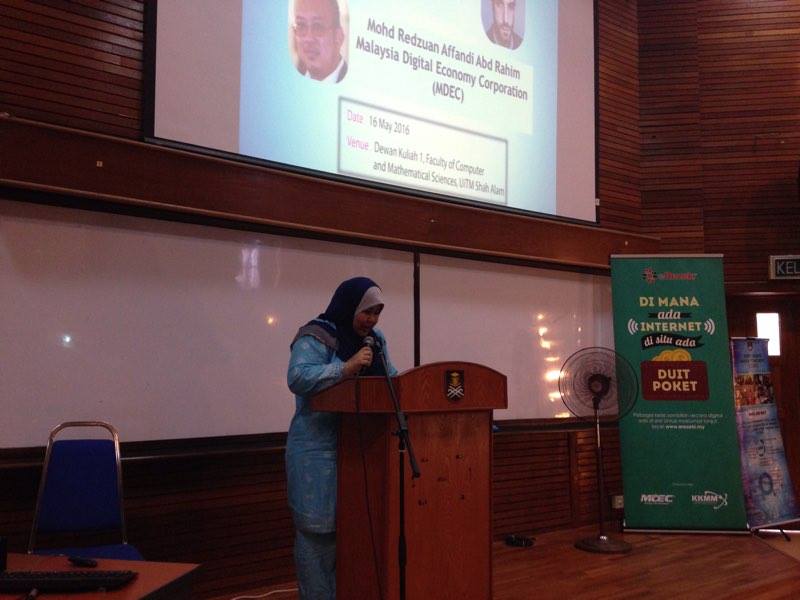 Mohd Redzuan Affandi Abd Rahim
Malaysia Digital Economy Corporation
(MDEC)
Date 16 May 2016
Venue Dewan Kuliah 1, Faculty of Computer
and Mathematical Sciences, UiTM Shah Alam
KEL
DI MANA
ada
INTERNET
di situ ada
DUIT
POKET
MDEC
KKMM